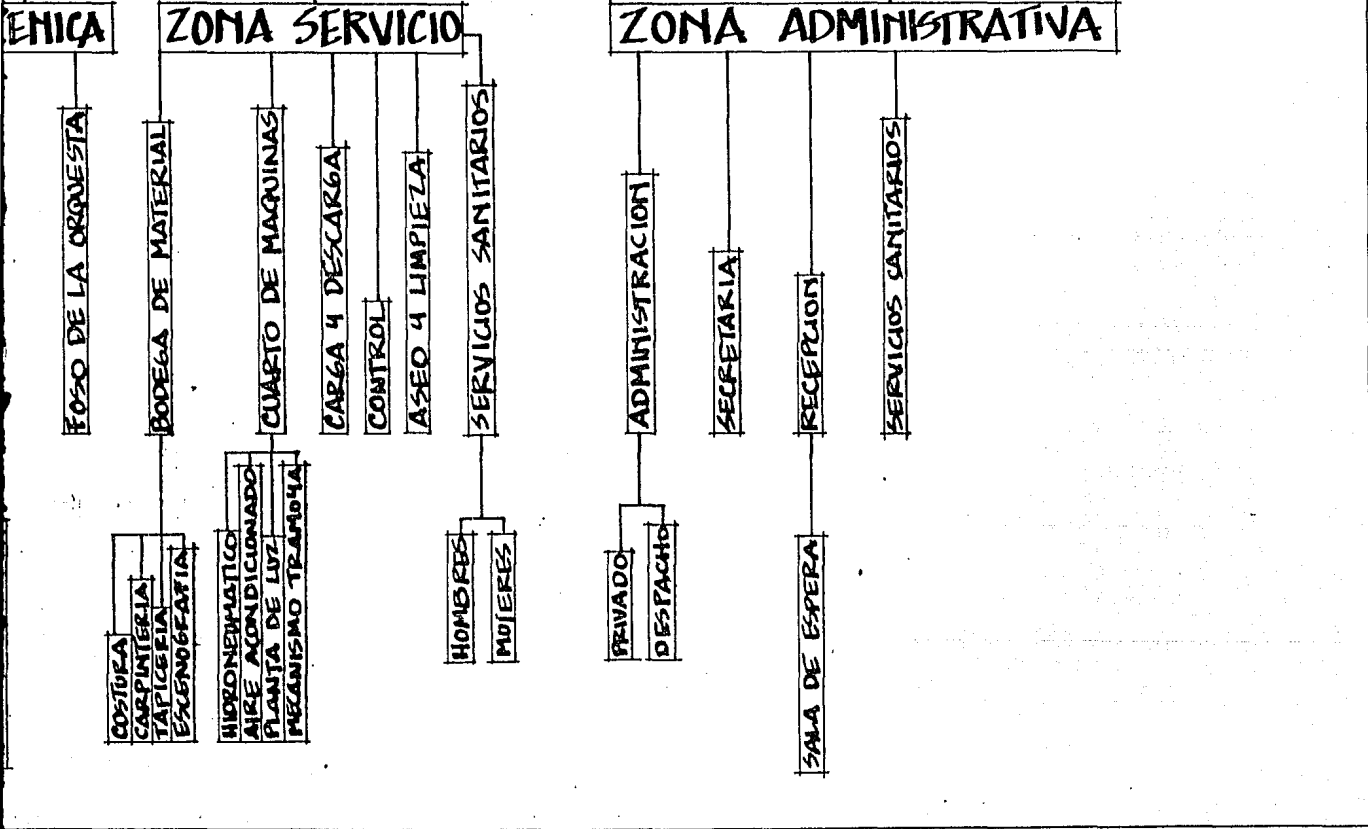 ENICA
ZONA SERVICIO
ZONA ADMINISTRATIVA
FOSO DE LA ORQUESTA
BODEGA DE MATERIAL
CUARTO DE MAQUINAS
CARGA Y DESCARGA
CONTROL
ASEO Y LIMPIEZA
SERVICIOS SANITARIOS
ADMINISTRACION
SECRETARIA
RECEPCION
SERVICIOS SANITARIOS
COSTURA
CARPINTERIA
TAPICERIA
ESCENOGRAFIA
HIDRONEUMATICO
AIRE ACONDICIONADO
PLANTA DE LUZ
MECANISMO TRAMOYA
HOMBRES
MUJERES
PRIVADO
DESPACHO
SALA DE ESPERA